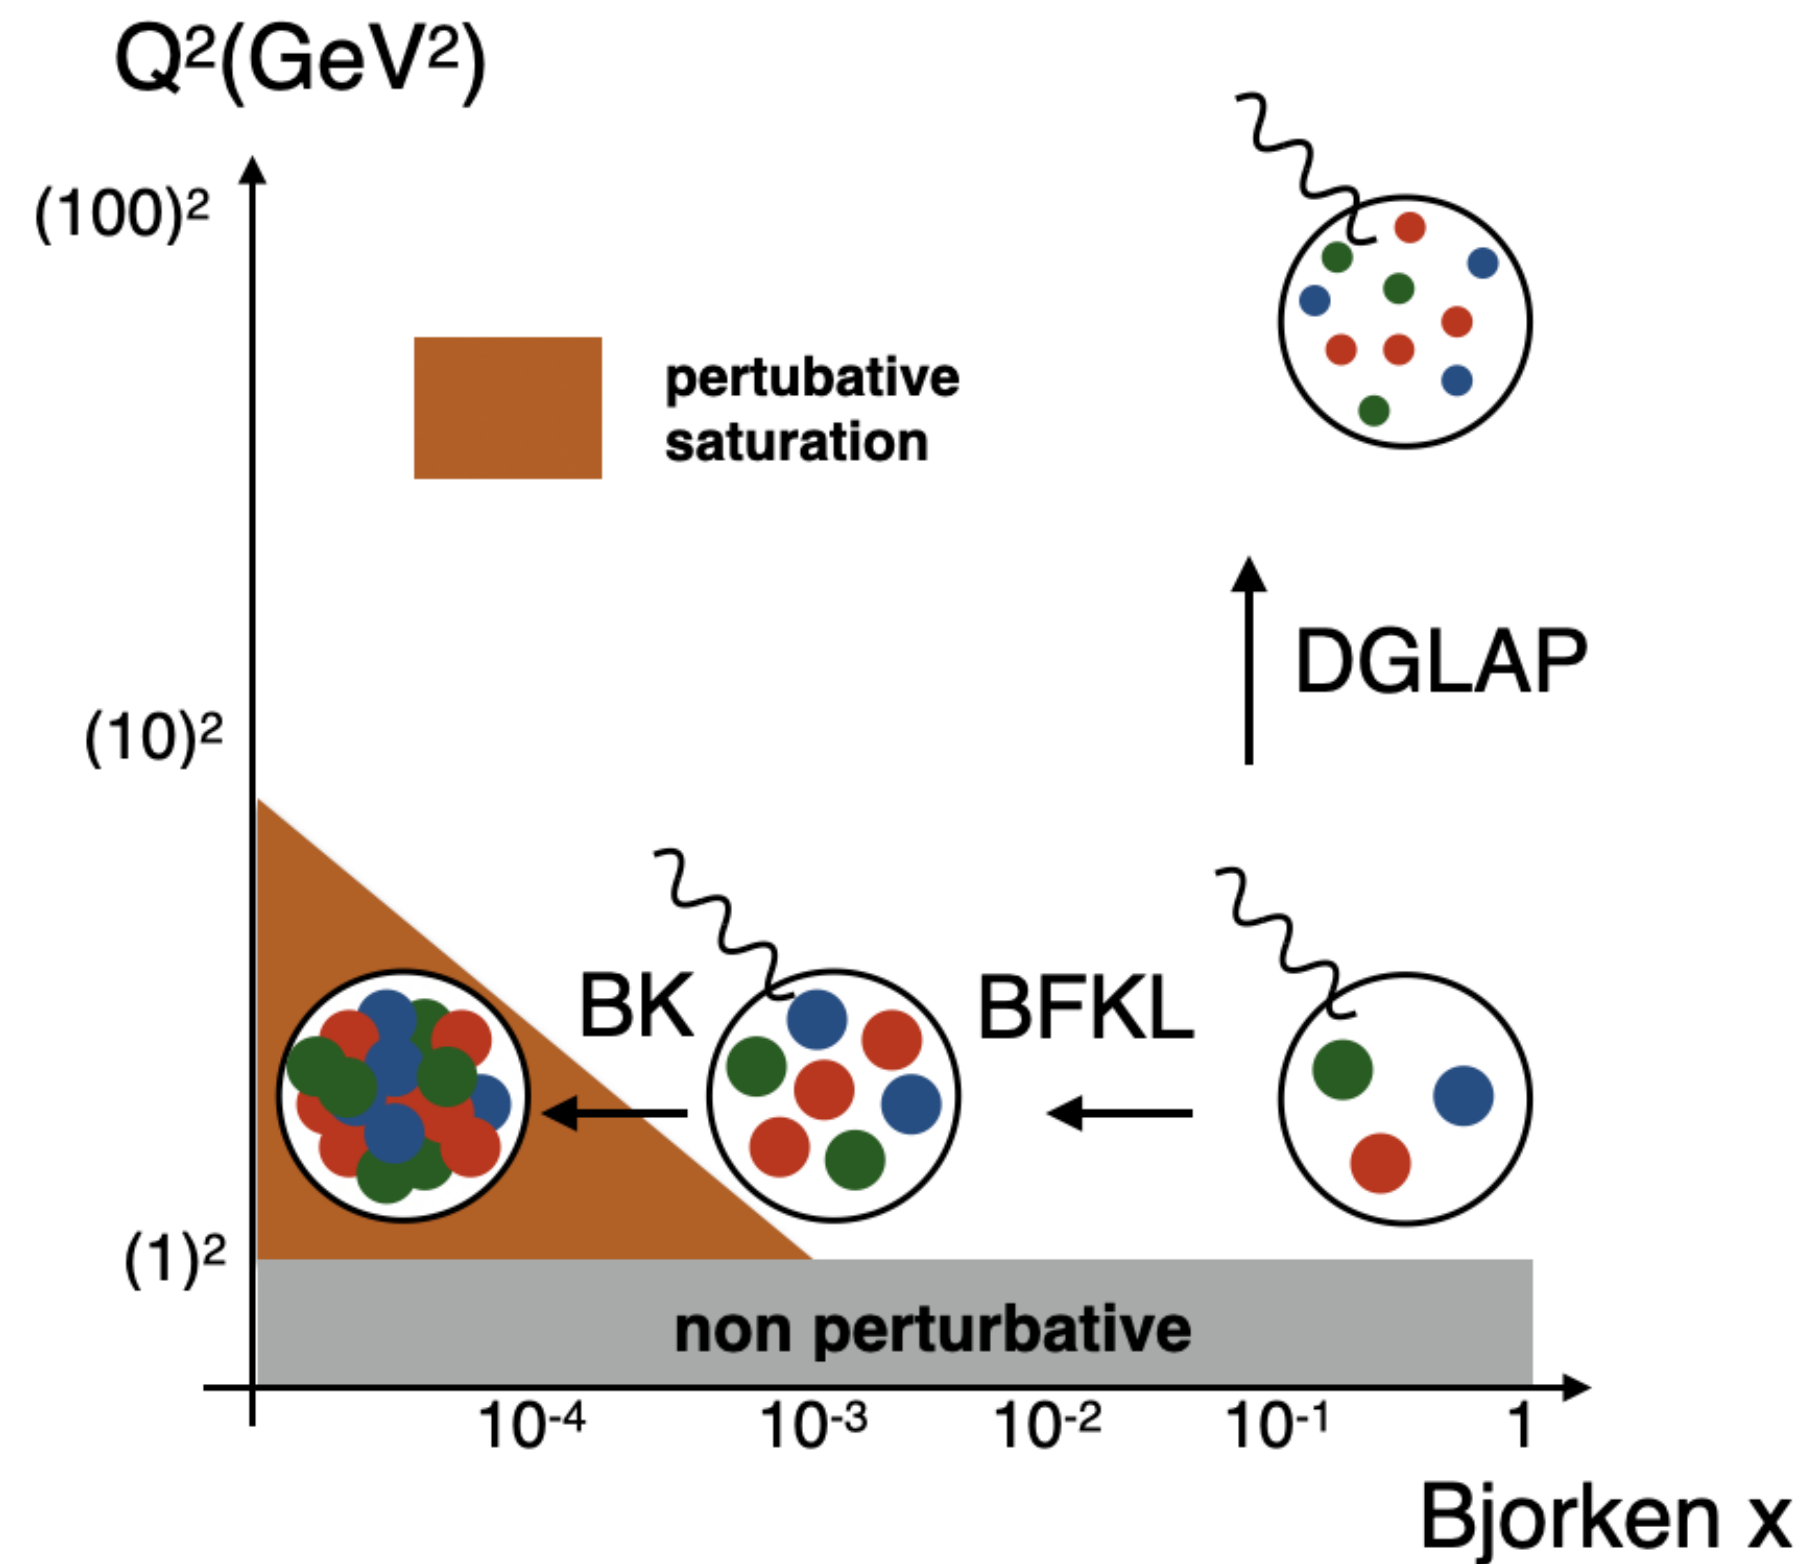 Q²(GeV²)
(100)²
pertubative
saturation
DGLAP
(10)²
BK
BFKL
(1)²
non perturbative
10⁻⁴ 10⁻³ 10⁻² 10⁻¹ 1
Bjorken x